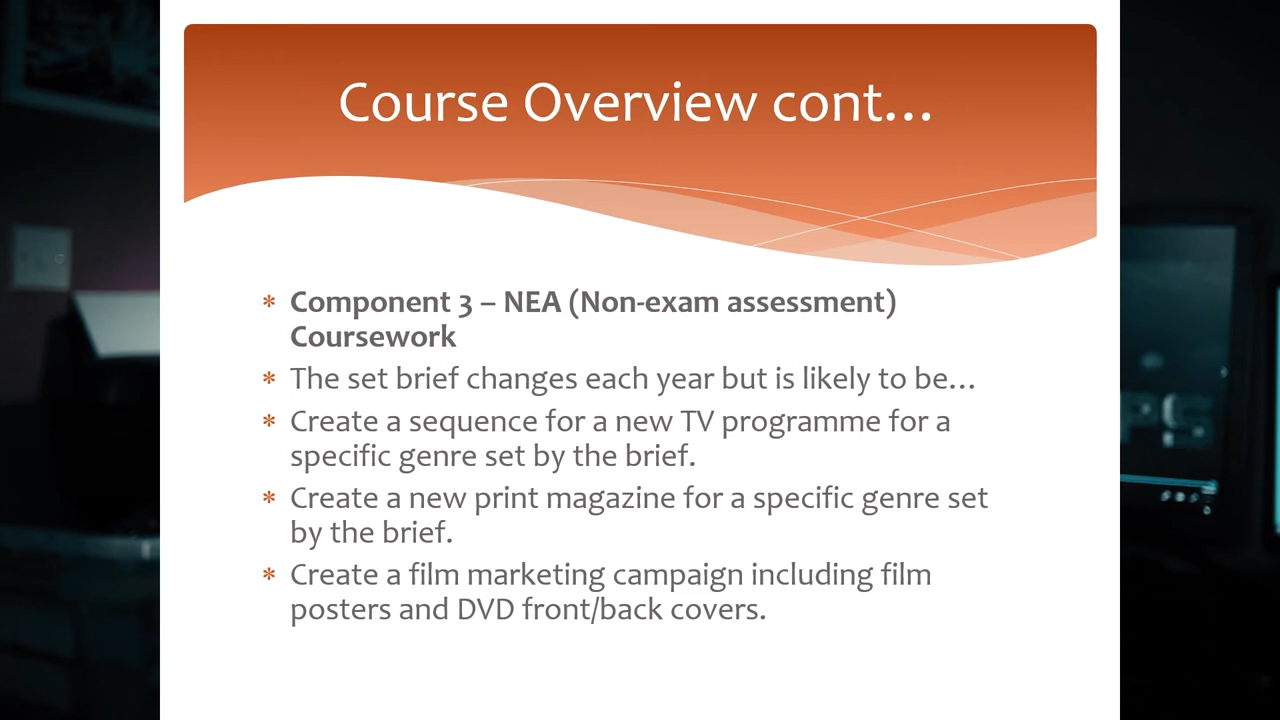 Course Overview cont...
* Component 3 – NEA (Non-exam assessment)
Coursework
* The set brief changes each year but is likely to be...
* Create a sequence for a new TV programme for a
specific genre set by the brief.
* Create a new print magazine for a specific genre set
by the brief.
* Create a film marketing campaign including film
posters and DVD front/back covers.